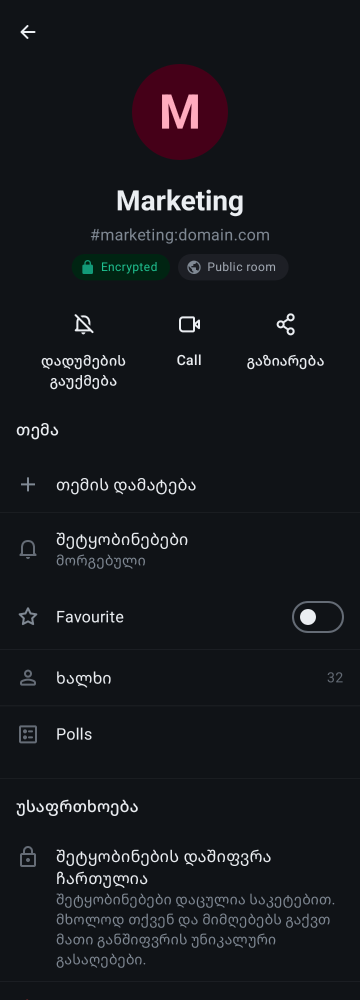 M
Marketing
#marketing:domain.com
Encrypted
Public room
დადუმების
გაუქმება
Call
გაზიარება
თემა
თემის დამატება
შეტყობინებები
მორგებული
Favourite
ხალხი
32
Polls
უსაფრთხოება
შეტყობინების დაშიფვრა
ჩართულია
შეტყობინებები დაცულია საკეტებით.
მხოლოდ თქვენ და მიმღებებს გაქვთ
მათი განშიფვრის უნიკალური
გასაღებები.